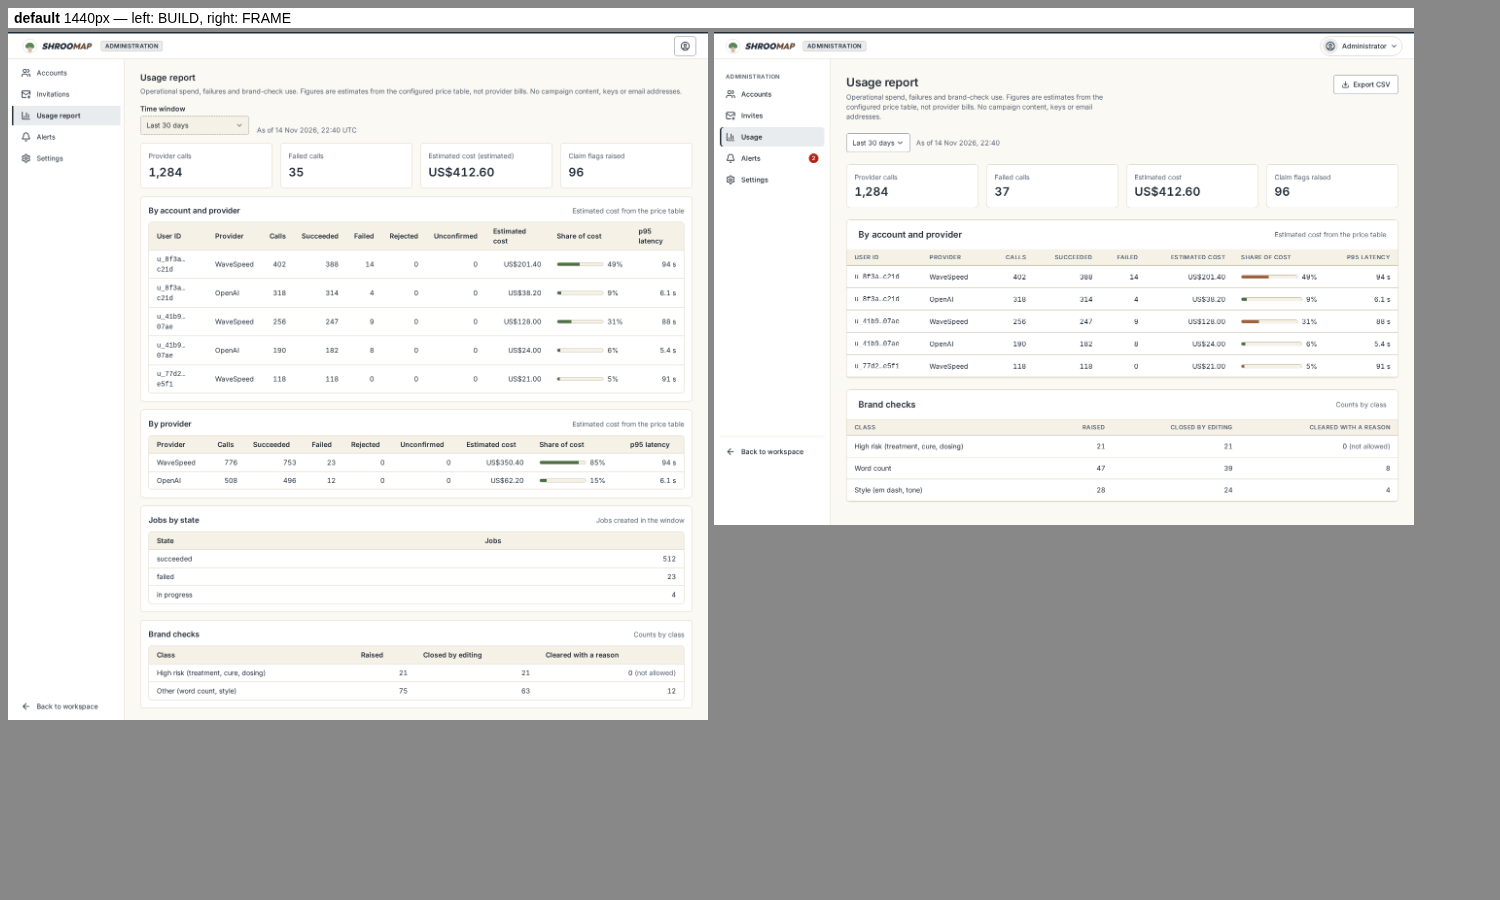 default 1440px — left: BUILD, right: FRAME
SHROOMAP ADMINISTRATION
Accounts
Invitations
Usage report
Alerts
Settings
Back to workspace
Usage report
Operational spend, failures and brand-check use. Figures are estimates from the configured price table, not provider bills. No campaign content, keys or email addresses.
Time window
Last 30 days As of 14 Nov 2026, 22:40 UTC
Provider calls Failed calls Estimated cost (estimated) Claim flags raised
1,284 35 US$412.60 96
By account and provider Estimated cost from the price table
User ID Provider Calls Succeeded Failed Rejected Unconfirmed Estimated cost Share of cost p95 latency
u_8f3a…c21d WaveSpeed 402 388 14 0 0 US$201.40 49% 94 s
u_8f3a…c21d OpenAI 318 314 4 0 0 US$38.20 9% 6.1 s
u_41b9…07ae WaveSpeed 256 247 9 0 0 US$128.00 31% 88 s
u_41b9…07ae OpenAI 190 182 8 0 0 US$24.00 6% 5.4 s
u_77d2…e5f1 WaveSpeed 118 118 0 0 0 US$21.00 5% 91 s
By provider Estimated cost from the price table
Provider Calls Succeeded Failed Rejected Unconfirmed Estimated cost Share of cost p95 latency
WaveSpeed 776 753 23 0 0 US$350.40 85% 94 s
OpenAI 508 496 12 0 0 US$62.20 15% 6.1 s
Jobs by state Jobs created in the window
State Jobs
succeeded 512
failed 23
in progress 4
Brand checks Counts by class
Class Raised Closed by editing Cleared with a reason
High risk (treatment, cure, dosing) 21 21 0 (not allowed)
Other (word count, style) 75 63 12
SHROOMAP ADMINISTRATION Administrator
ADMINISTRATION
Accounts
Invites
Usage
Alerts 2
Settings
Back to workspace
Usage report Export CSV
Operational spend, failures and brand-check use. Figures are estimates from the
configured price table, not provider bills. No campaign content, keys or email
addresses.
Last 30 days As of 14 Nov 2026, 22:40
Provider calls Failed calls Estimated cost Claim flags raised
1,284 37 US$412.60 96
By account and provider Estimated cost from the price table
USER ID PROVIDER CALLS SUCCEEDED FAILED ESTIMATED COST SHARE OF COST P95 LATENCY
u_8f3a…c21d WaveSpeed 402 388 14 US$201.40 49% 94 s
u_8f3a…c21d OpenAI 318 314 4 US$38.20 9% 6.1 s
u_41b9…07ae WaveSpeed 256 247 9 US$128.00 31% 88 s
u_41b9…07ae OpenAI 190 182 8 US$24.00 6% 5.4 s
u_77d2…e5f1 WaveSpeed 118 118 0 US$21.00 5% 91 s
Brand checks Counts by class
CLASS RAISED CLOSED BY EDITING CLEARED WITH A REASON
High risk (treatment, cure, dosing) 21 21 0 (not allowed)
Word count 47 39 8
Style (em dash, tone) 28 24 4